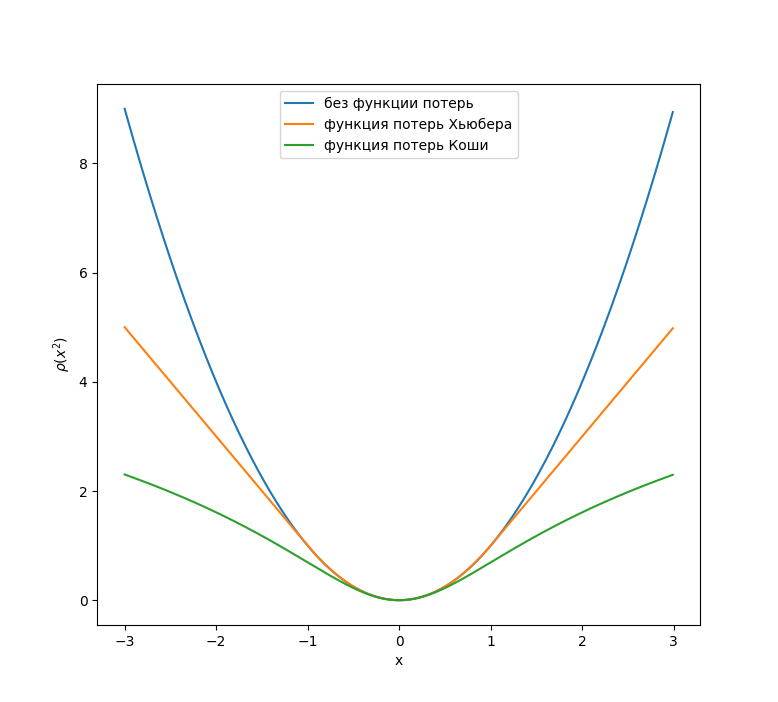 без функции потерь
функция потерь Хьюбера
функция потерь Коши
8
6
4
2
0
ρ(x²)
−3
−2
−1
0
1
2
3
x